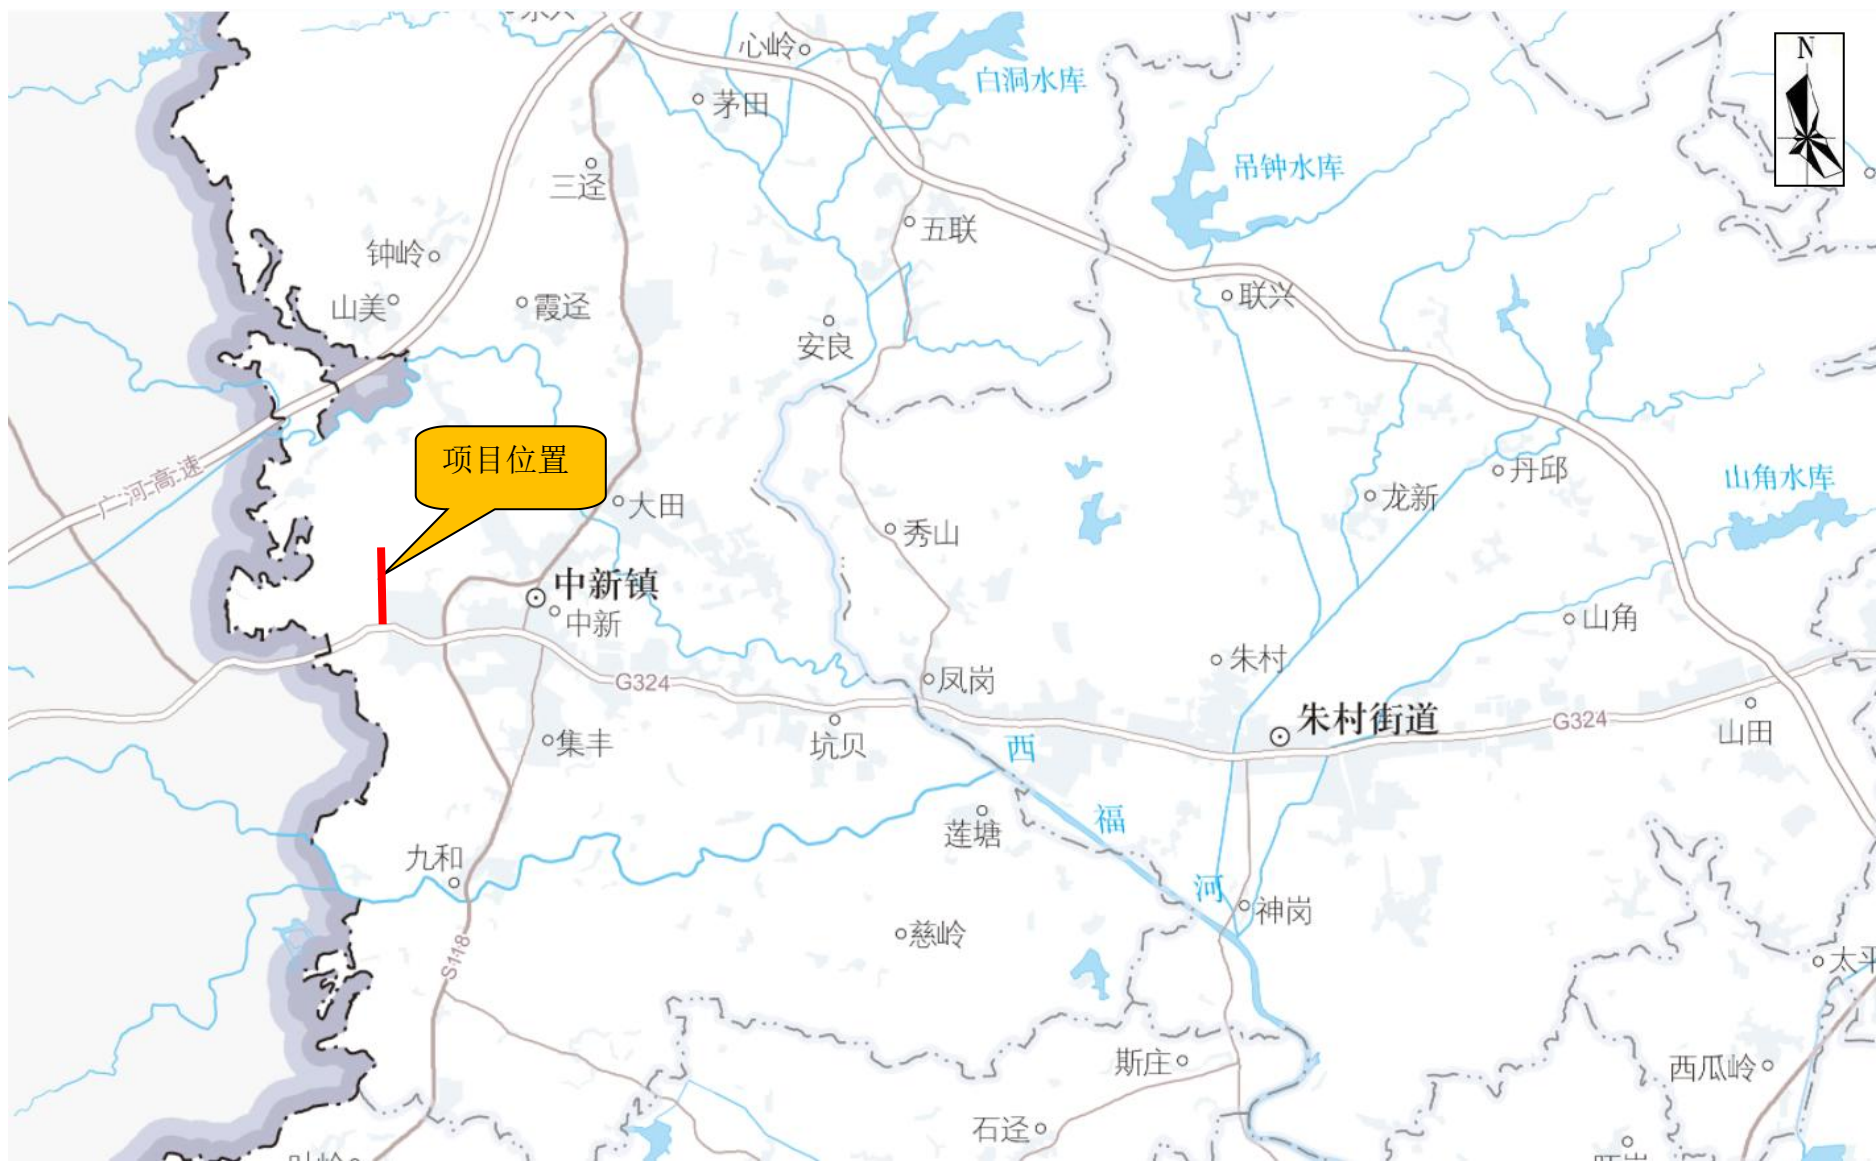 心岭
N
白洞水库
茅田
吊钟水库
三迳
五联
钟岭
联兴
山美
霞迳
安良
项目位置
广河高速
丹邱
山角水库
龙新
大田
秀山
中新镇
中新
山角
朱村
G324
凤岗
朱村街道
G324
山田
集丰
坑贝
西
福
河
莲塘
九和
神岗
慈岭
S118
太平
斯庄
西瓜岭
石迳